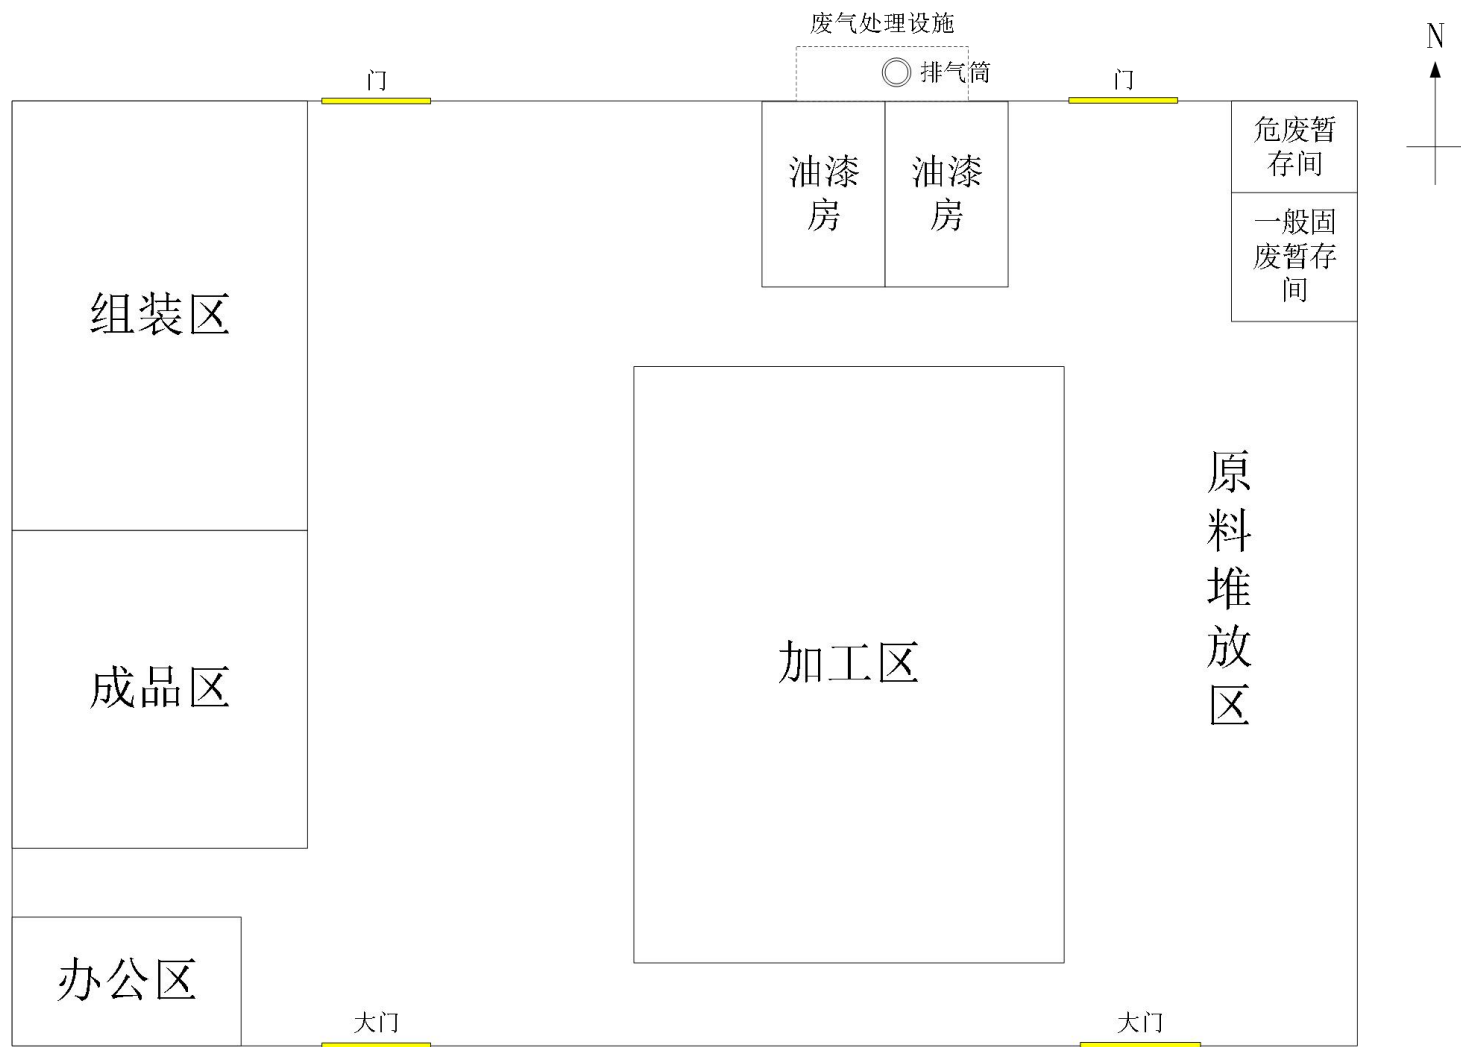 废气处理设施
N
排气筒
门
门
油漆
房
油漆
房
危废暂
存间
一般固
废暂存
间
组装区
原
料
堆
放
区
加工区
成品区
办公区
大门
大门